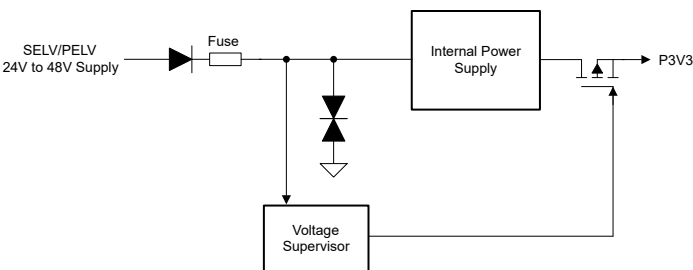 SELV/PELV
24V to 48V Supply
Fuse
Internal Power
Supply
P3V3
Voltage
Supervisor